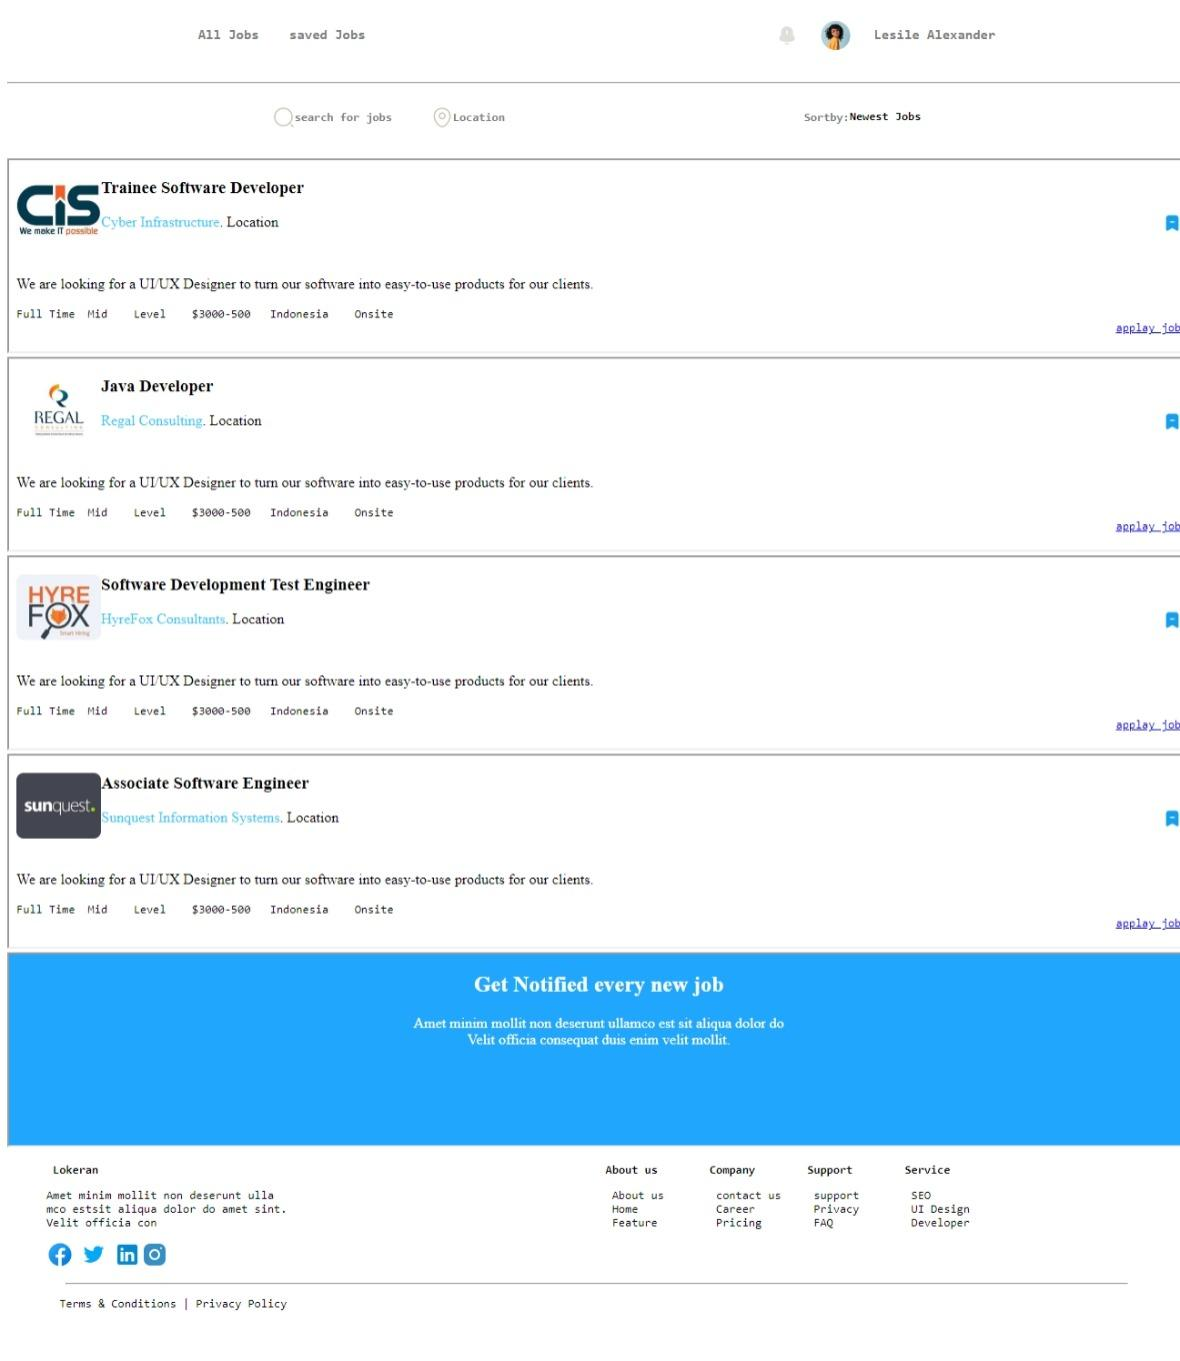 All Jobs saved Jobs Lesile Alexander
search for jobs Location Sortby:Newest Jobs
CIS
We make IT possible
Trainee Software Developer
Cyber Infrastructure. Location
We are looking for a UI/UX Designer to turn our software into easy-to-use products for our clients.
Full Time Mid Level $3000-500 Indonesia Onsite
applay job
REGAL
Java Developer
Regal Consulting. Location
We are looking for a UI/UX Designer to turn our software into easy-to-use products for our clients.
Full Time Mid Level $3000-500 Indonesia Onsite
applay job
HYRE
FOX
Smart Hiring
Software Development Test Engineer
HyreFox Consultants. Location
We are looking for a UI/UX Designer to turn our software into easy-to-use products for our clients.
Full Time Mid Level $3000-500 Indonesia Onsite
applay job
sunquest.
Associate Software Engineer
Sunquest Information Systems. Location
We are looking for a UI/UX Designer to turn our software into easy-to-use products for our clients.
Full Time Mid Level $3000-500 Indonesia Onsite
applay job
Get Notified every new job
Amet minim mollit non deserunt ullamco est sit aliqua dolor do
Velit officia consequat duis enim velit mollit.
Lokeran
Amet minim mollit non deserunt ulla
mco estsit aliqua dolor do amet sint.
Velit officia con
About us Company Support Service
About us contact us support SEO
Home Career Privacy UI Design
Feature Pricing FAQ Developer
Terms & Conditions | Privacy Policy